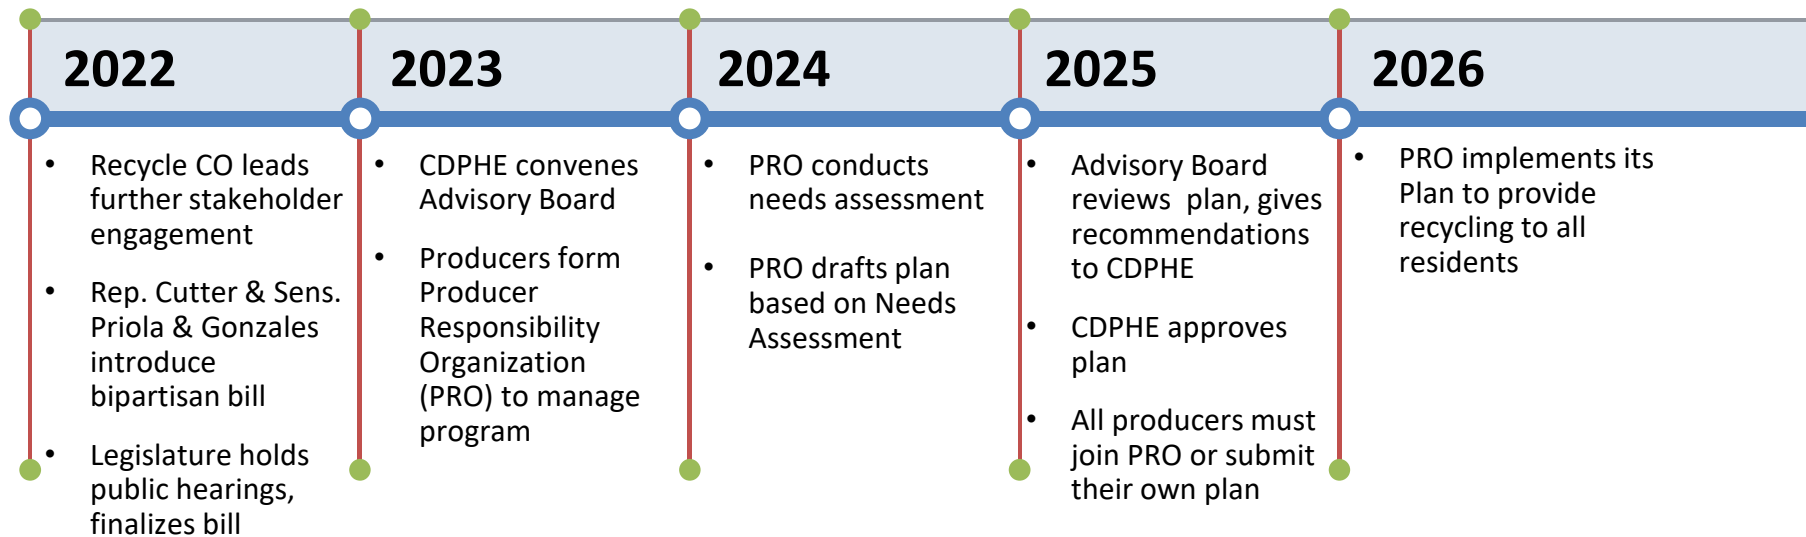 2022
• Recycle CO leads
further stakeholder
engagement
• Rep. Cutter & Sens.
Priola & Gonzales
introduce
bipartisan bill
• Legislature holds
public hearings,
finalizes bill
2023
• CDPHE convenes
Advisory Board
• Producers form
Producer
Responsibility
Organization
(PRO) to manage
program
2024
• PRO conducts
needs assessment
• PRO drafts plan
based on Needs
Assessment
2025
• Advisory Board
reviews  plan, gives
recommendations
to CDPHE
• CDPHE approves
plan
• All producers must
join PRO or submit
their own plan
2026
• PRO implements its
Plan to provide
recycling to all
residents